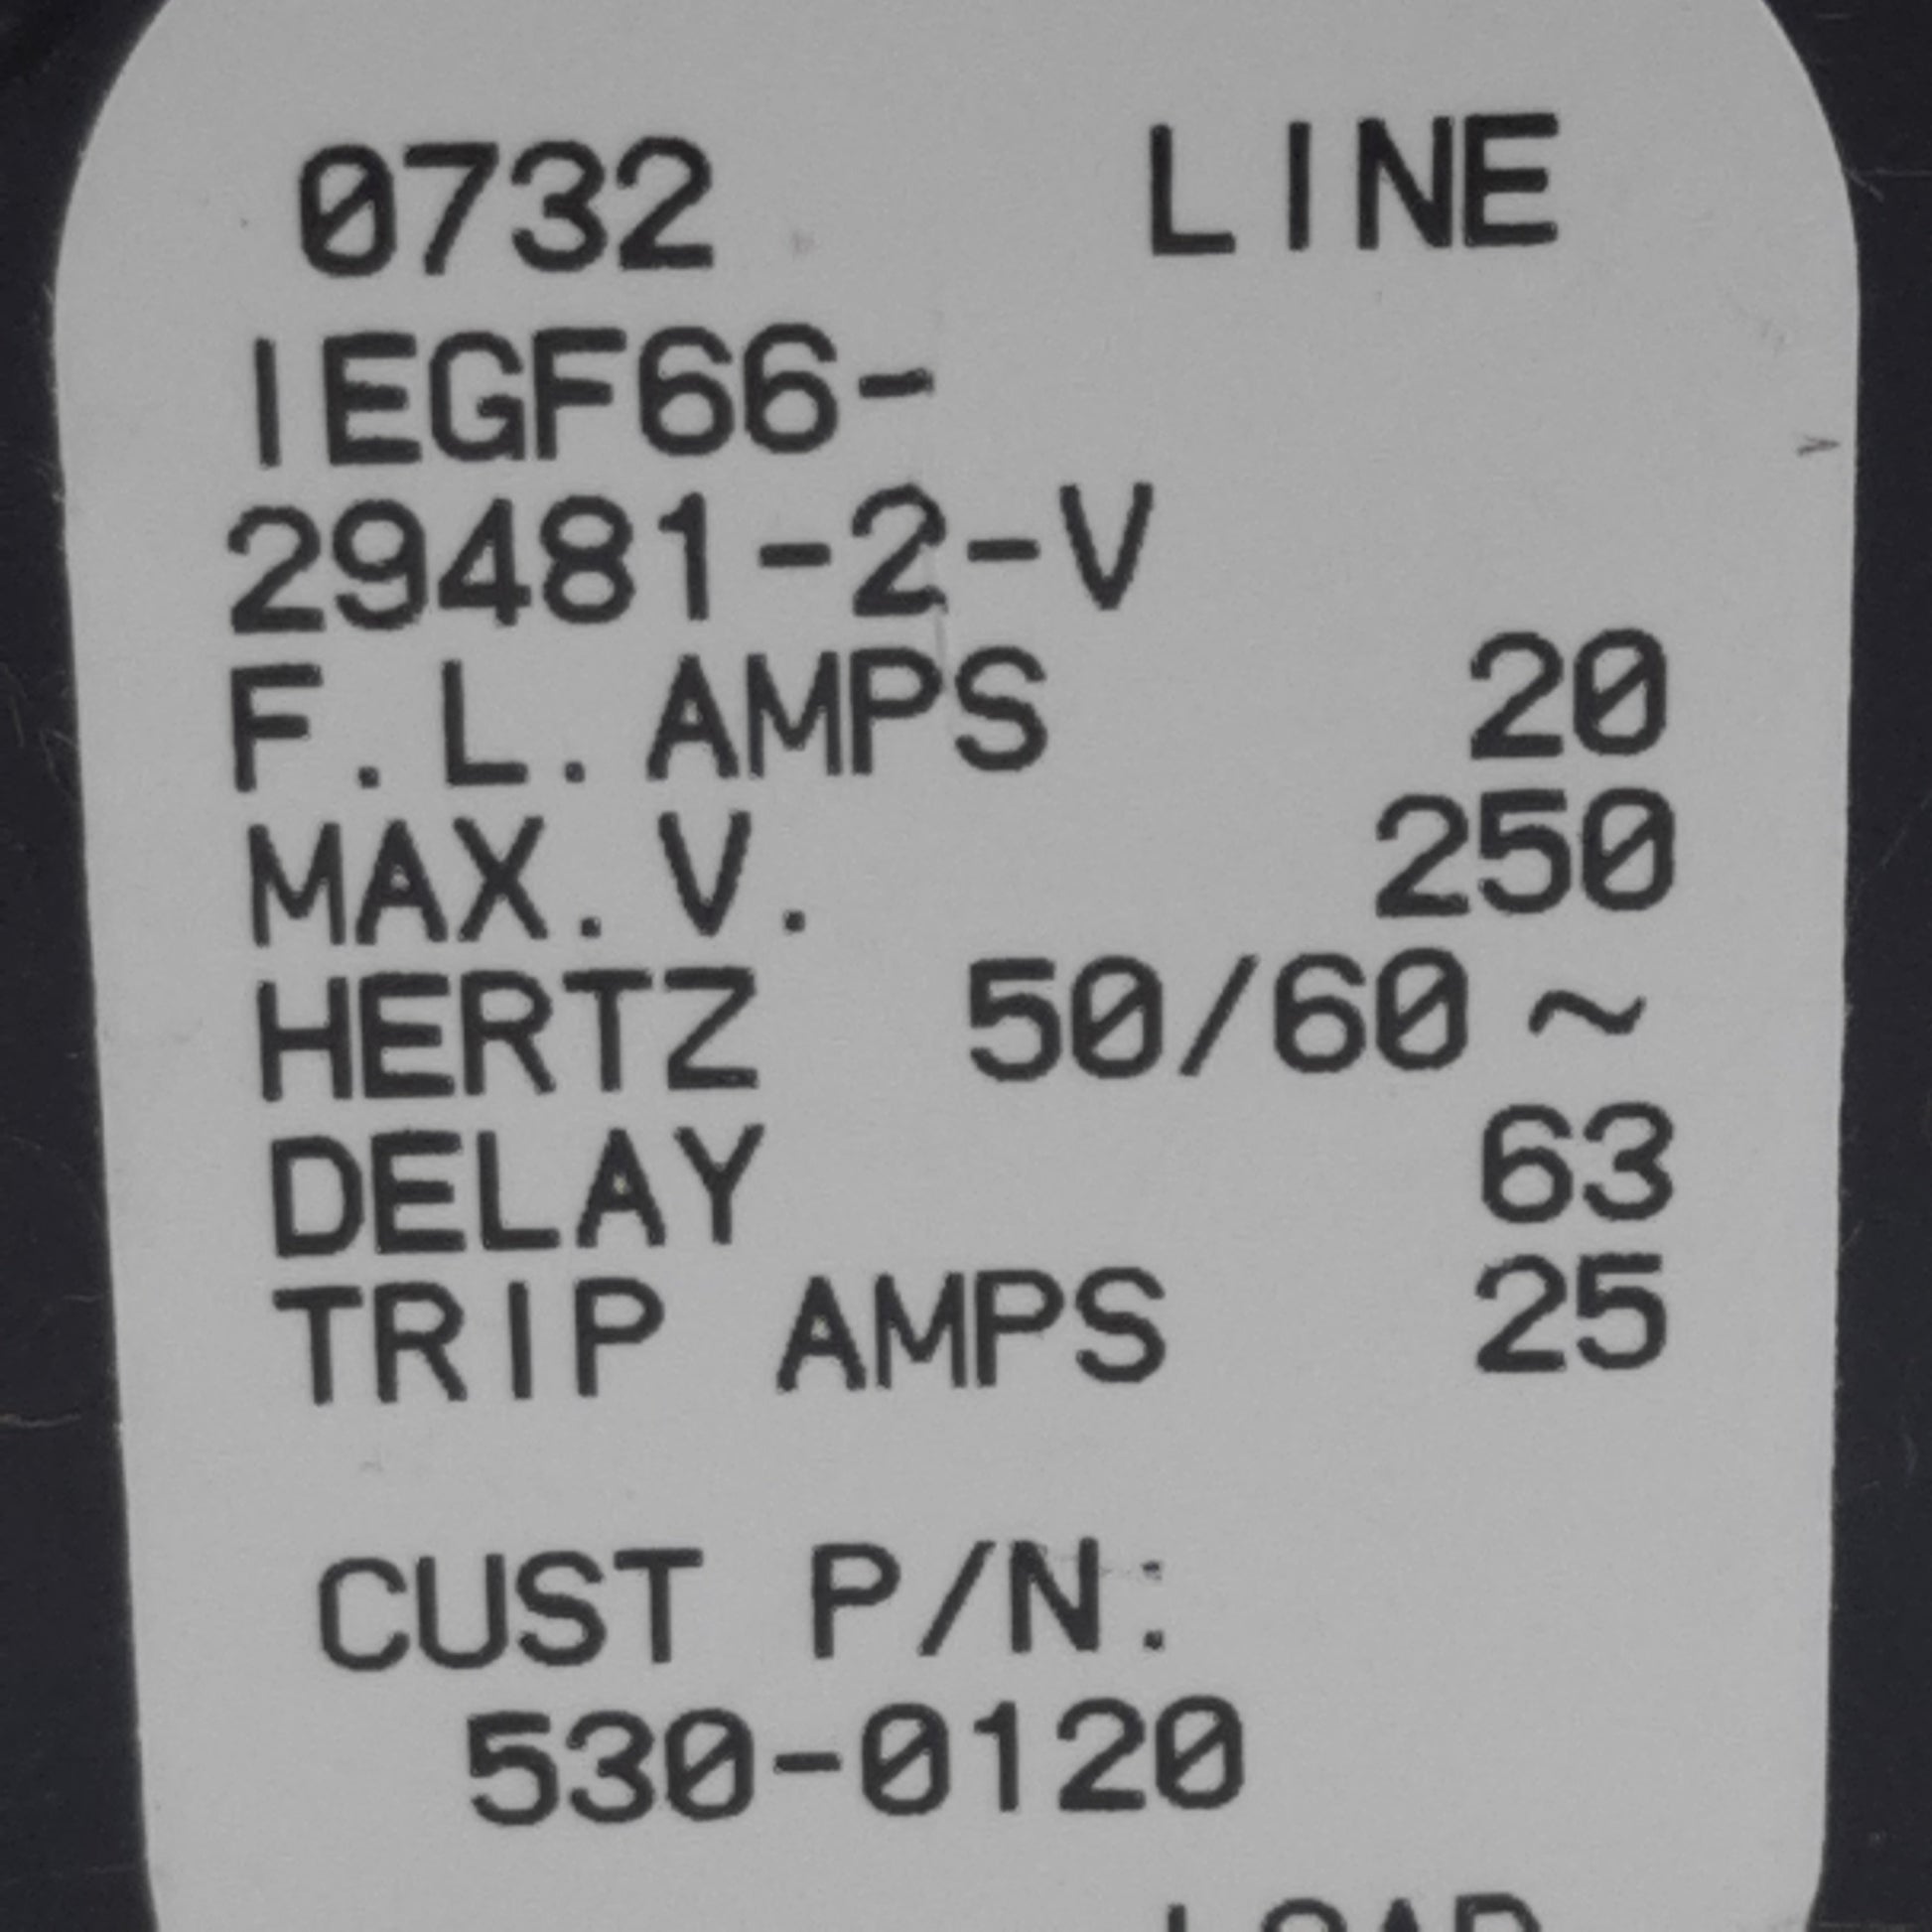 0732 LINE
IEGF66-
29481-2-V
F.L.AMPS 20
MAX.V. 250
HERTZ 50/60~
DELAY 63
TRIP AMPS 25
CUST P/N:
530-0120
LOAD